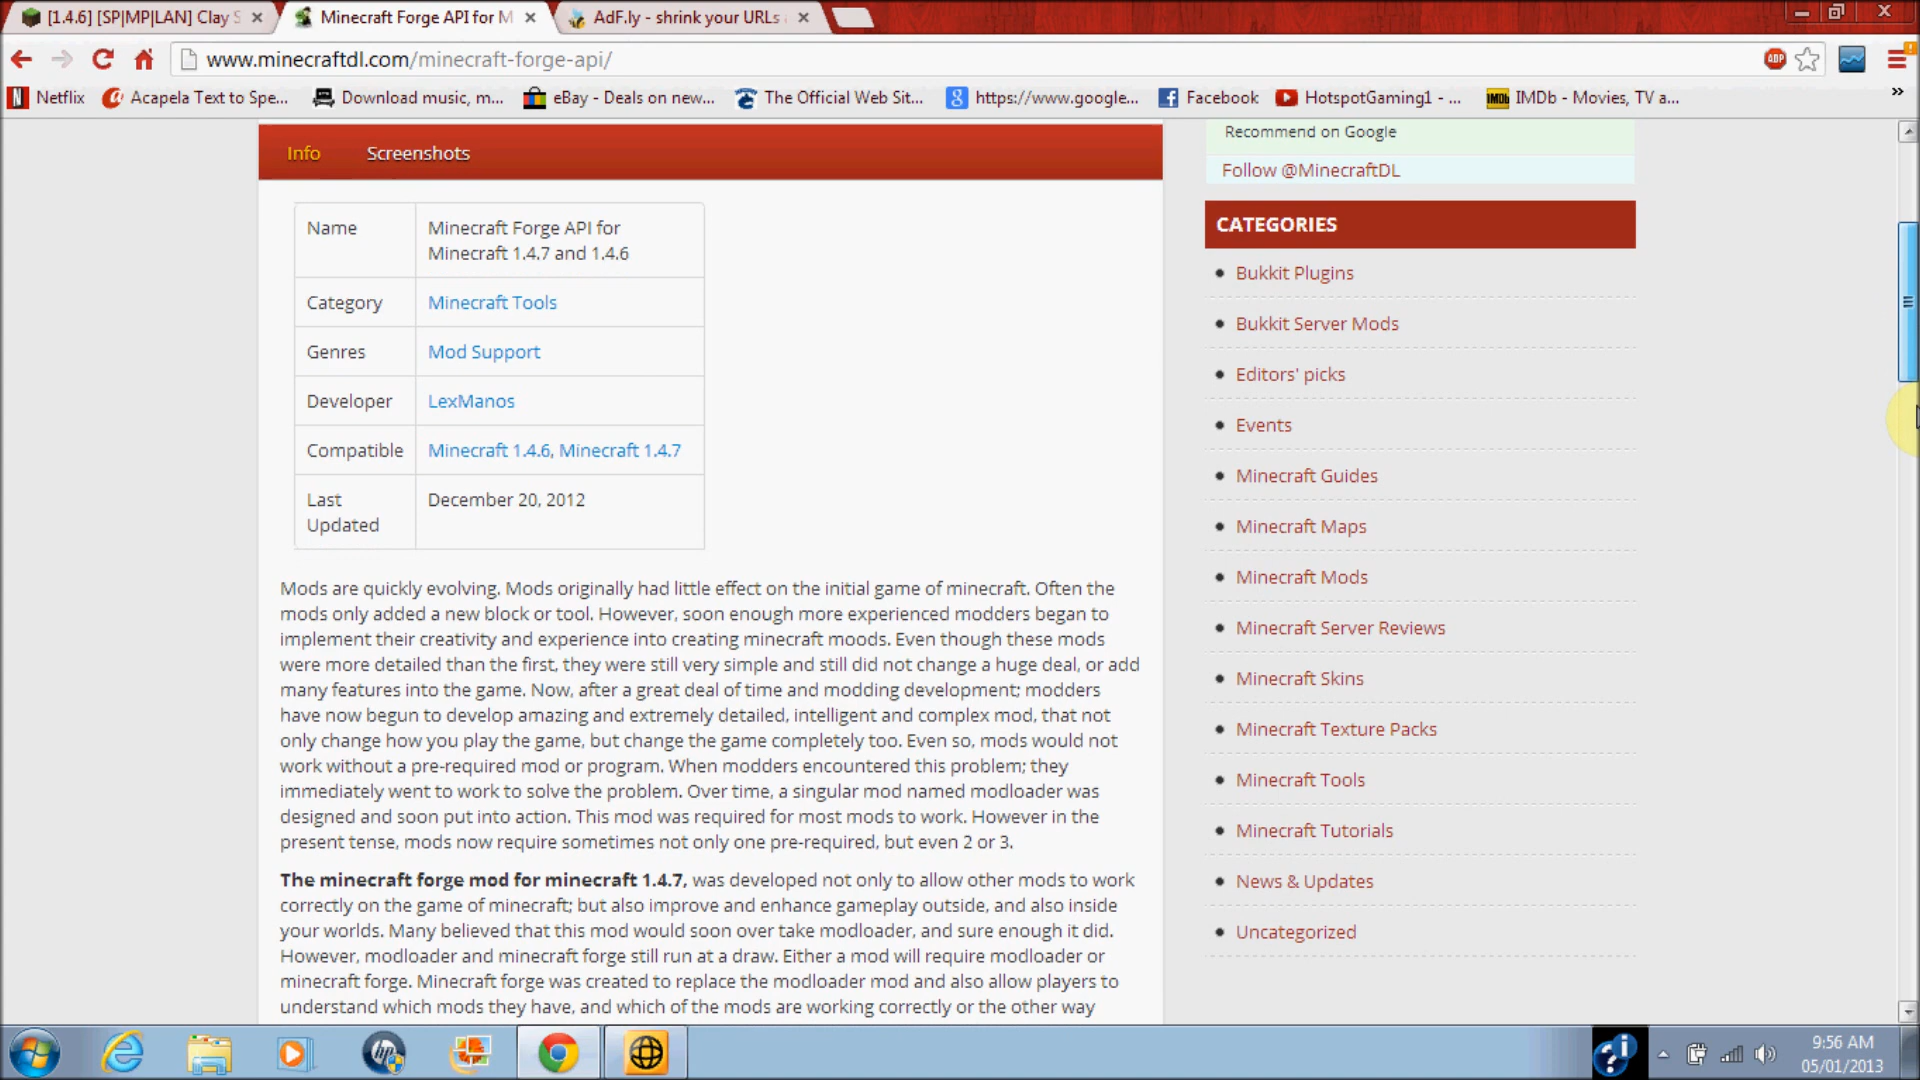 [1.4.6] [SP|MP|LAN] Clay S
Minecraft Forge API for M
AdF.ly - shrink your URLs
www.minecraftdl.com/minecraft-forge-api/
ABP
Netflix
Acapela Text to Spe...
Download music, m...
eBay - Deals on new...
The Official Web Sit...
https://www.google...
Facebook
HotspotGaming1 - ...
IMDb - Movies, TV a...
Info
Screenshots
Name
Minecraft Forge API for
Minecraft 1.4.7 and 1.4.6
Category
Minecraft Tools
Genres
Mod Support
Developer
LexManos
Compatible
Minecraft 1.4.6, Minecraft 1.4.7
Last
Updated
December 20, 2012
Mods are quickly evolving. Mods originally had little effect on the initial game of minecraft. Often the
mods only added a new block or tool. However, soon enough more experienced modders began to
implement their creativity and experience into creating minecraft moods. Even though these mods
were more detailed than the first, they were still very simple and still did not change a huge deal, or add
many features into the game. Now, after a great deal of time and modding development; modders
have now begun to develop amazing and extremely detailed, intelligent and complex mod, that not
only change how you play the game, but change the game completely too. Even so, mods would not
work without a pre-required mod or program. When modders encountered this problem; they
immediately went to work to solve the problem. Over time, a singular mod named modloader was
designed and soon put into action. This mod was required for most mods to work. However in the
present tense, mods now require sometimes not only one pre-required, but even 2 or 3.
The minecraft forge mod for minecraft 1.4.7, was developed not only to allow other mods to work
correctly on the game of minecraft; but also improve and enhance gameplay outside, and also inside
your worlds. Many believed that this mod would soon over take modloader, and sure enough it did.
However, modloader and minecraft forge still run at a draw. Either a mod will require modloader or
minecraft forge. Minecraft forge was created to replace the modloader mod and also allow players to
understand which mods they have, and which of the mods are working correctly or the other way
Recommend on Google
Follow @MinecraftDL
CATEGORIES
Bukkit Plugins
Bukkit Server Mods
Editors' picks
Events
Minecraft Guides
Minecraft Maps
Minecraft Mods
Minecraft Server Reviews
Minecraft Skins
Minecraft Texture Packs
Minecraft Tools
Minecraft Tutorials
News & Updates
Uncategorized
9:56 AM
05/01/2013